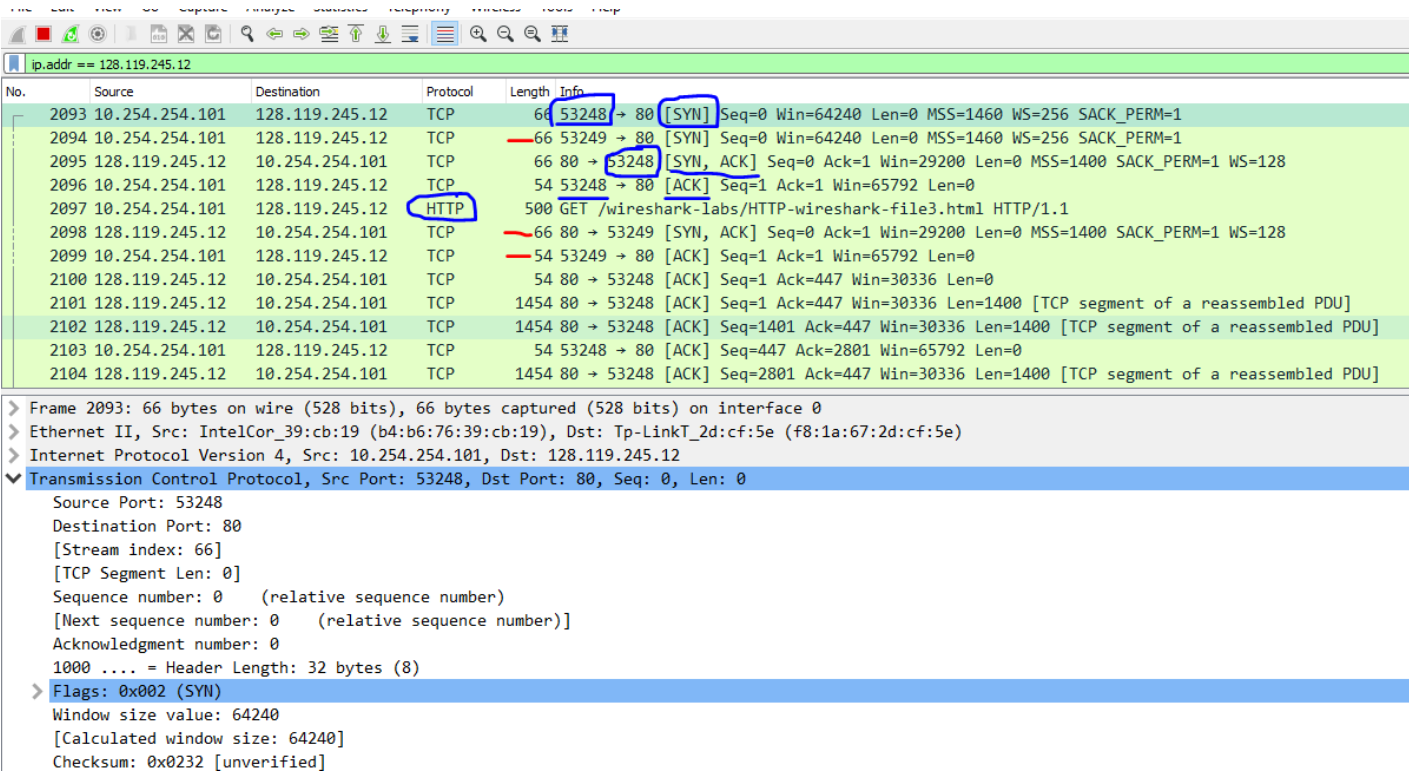 ip.addr == 128.119.245.12
No. Source Destination Protocol Length Info
2093 10.254.254.101 128.119.245.12 TCP 66 53248 → 80 [SYN] Seq=0 Win=64240 Len=0 MSS=1460 WS=256 SACK_PERM=1
2094 10.254.254.101 128.119.245.12 TCP 66 53249 → 80 [SYN] Seq=0 Win=64240 Len=0 MSS=1460 WS=256 SACK_PERM=1
2095 128.119.245.12 10.254.254.101 TCP 66 80 → 53248 [SYN, ACK] Seq=0 Ack=1 Win=29200 Len=0 MSS=1400 SACK_PERM=1 WS=128
2096 10.254.254.101 128.119.245.12 TCP 54 53248 → 80 [ACK] Seq=1 Ack=1 Win=65792 Len=0
2097 10.254.254.101 128.119.245.12 HTTP 500 GET /wireshark-labs/HTTP-wireshark-file3.html HTTP/1.1
2098 128.119.245.12 10.254.254.101 TCP 66 80 → 53249 [SYN, ACK] Seq=0 Ack=1 Win=29200 Len=0 MSS=1400 SACK_PERM=1 WS=128
2099 10.254.254.101 128.119.245.12 TCP 54 53249 → 80 [ACK] Seq=1 Ack=1 Win=65792 Len=0
2100 128.119.245.12 10.254.254.101 TCP 54 80 → 53248 [ACK] Seq=1 Ack=447 Win=30336 Len=0
2101 128.119.245.12 10.254.254.101 TCP 1454 80 → 53248 [ACK] Seq=1 Ack=447 Win=30336 Len=1400 [TCP segment of a reassembled PDU]
2102 128.119.245.12 10.254.254.101 TCP 1454 80 → 53248 [ACK] Seq=1401 Ack=447 Win=30336 Len=1400 [TCP segment of a reassembled PDU]
2103 10.254.254.101 128.119.245.12 TCP 54 53248 → 80 [ACK] Seq=447 Ack=2801 Win=65792 Len=0
2104 128.119.245.12 10.254.254.101 TCP 1454 80 → 53248 [ACK] Seq=2801 Ack=447 Win=30336 Len=1400 [TCP segment of a reassembled PDU]
Frame 2093: 66 bytes on wire (528 bits), 66 bytes captured (528 bits) on interface 0
Ethernet II, Src: IntelCor_39:cb:19 (b4:b6:76:39:cb:19), Dst: Tp-LinkT_2d:cf:5e (f8:1a:67:2d:cf:5e)
Internet Protocol Version 4, Src: 10.254.254.101, Dst: 128.119.245.12
Transmission Control Protocol, Src Port: 53248, Dst Port: 80, Seq: 0, Len: 0
Source Port: 53248
Destination Port: 80
[Stream index: 66]
[TCP Segment Len: 0]
Sequence number: 0 (relative sequence number)
[Next sequence number: 0 (relative sequence number)]
Acknowledgment number: 0
1000 .... = Header Length: 32 bytes (8)
Flags: 0x002 (SYN)
Window size value: 64240
[Calculated window size: 64240]
Checksum: 0x0232 [unverified]